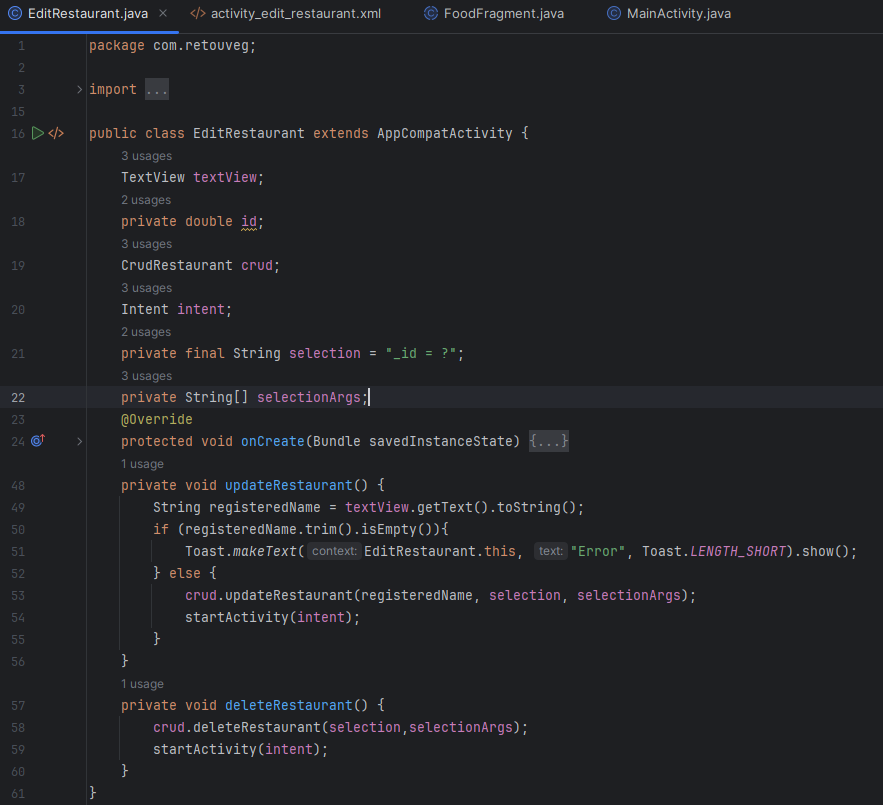 EditRestaurant.java × </> activity_edit_restaurant.xml FoodFragment.java MainActivity.java
1 package com.retouveg;
2
3 import ...
15
16 public class EditRestaurant extends AppCompatActivity {
3 usages
17 TextView textView;
2 usages
18 private double id;
3 usages
19 CrudRestaurant crud;
3 usages
20 Intent intent;
2 usages
21 private final String selection = "_id = ?";
3 usages
22 private String[] selectionArgs;
23 @Override
24 protected void onCreate(Bundle savedInstanceState) {...}
1 usage
48 private void updateRestaurant() {
49 String registeredName = textView.getText().toString();
50 if (registeredName.trim().isEmpty()){
51 Toast.makeText( context: EditRestaurant.this, text: "Error", Toast.LENGTH_SHORT).show();
52 } else {
53 crud.updateRestaurant(registeredName, selection, selectionArgs);
54 startActivity(intent);
55 }
56 }
1 usage
57 private void deleteRestaurant() {
58 crud.deleteRestaurant(selection,selectionArgs);
59 startActivity(intent);
60 }
61 }